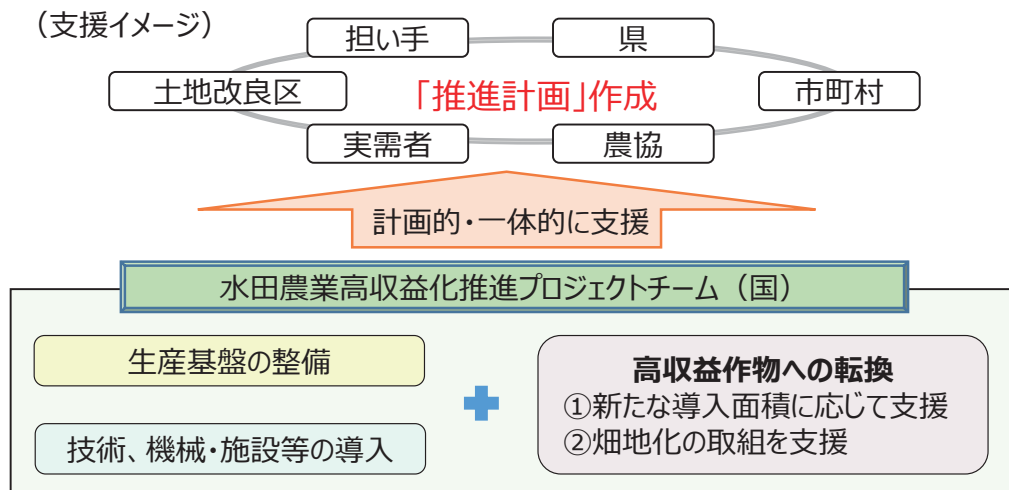 （支援イメージ）
担い手
県
土地改良区
「推進計画」作成
市町村
実需者
農協
計画的・一体的に支援
水田農業高収益化推進プロジェクトチーム（国）
生産基盤の整備
技術、機械・施設等の導入
高収益作物への転換
①新たな導入面積に応じて支援
②畑地化の取組を支援